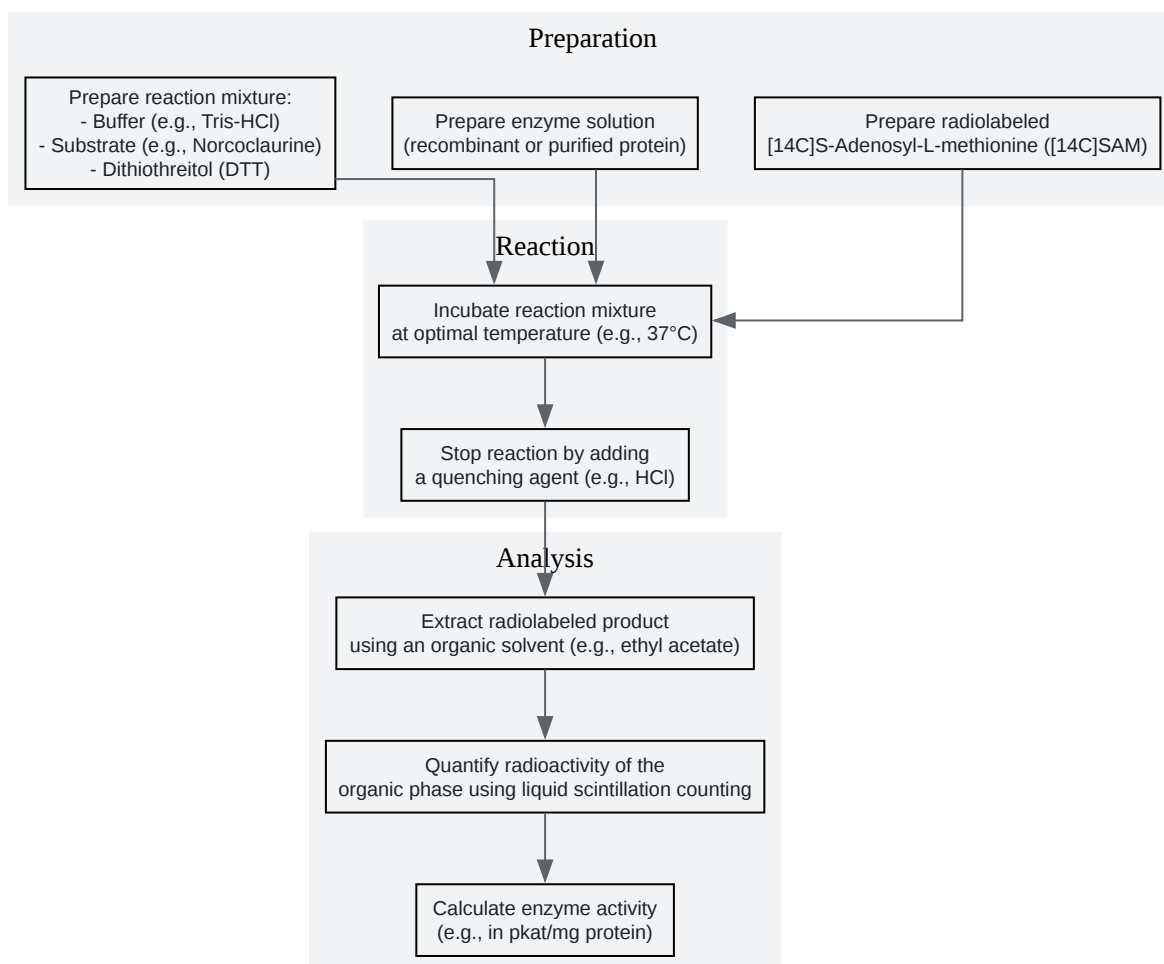 Preparation
Prepare reaction mixture:
- Buffer (e.g., Tris-HCl)
- Substrate (e.g., Norcoclaurine)
- Dithiothreitol (DTT)
Prepare enzyme solution
(recombinant or purified protein)
Prepare radiolabeled
[14C]S-Adenosyl-L-methionine ([14C]SAM)
Reaction
Incubate reaction mixture
at optimal temperature (e.g., 37°C)
Stop reaction by adding
a quenching agent (e.g., HCl)
Analysis
Extract radiolabeled product
using an organic solvent (e.g., ethyl acetate)
Quantify radioactivity of the
organic phase using liquid scintillation counting
Calculate enzyme activity
(e.g., in pkat/mg protein)